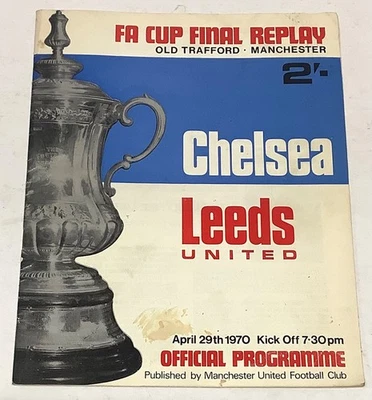 FA CUP FINAL REPLAY
OLD TRAFFORD · MANCHESTER
2/-
Chelsea
Leeds
UNITED
April 29th 1970 Kick Off 7·30pm
OFFICIAL PROGRAMME
Published by Manchester United Football Club